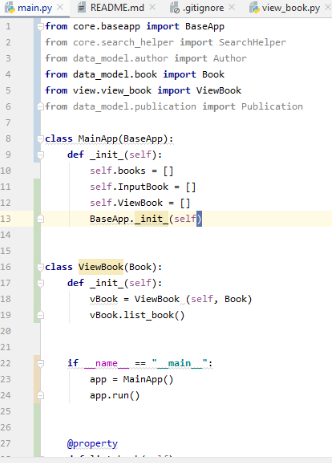 main.py × README.md × .gitignore × view_book.py ×
1 from core.baseapp import BaseApp
2 from core.search_helper import SearchHelper
3 from data_model.author import Author
4 from data_model.book import Book
5 from view.view_book import ViewBook
6 from data_model.publication import Publication
7
8 class MainApp(BaseApp):
9 def _init_(self):
10 self.books = []
11 self.InputBook = []
12 self.ViewBook = []
13 BaseApp._init_(self)
14
15
16 class ViewBook(Book):
17 def _init_(self):
18 vBook = ViewBook (self, Book)
19 vBook.list_book()
20
21
22 if __name__ == "__main__":
23 app = MainApp()
24 app.run()
25
26
27 @property